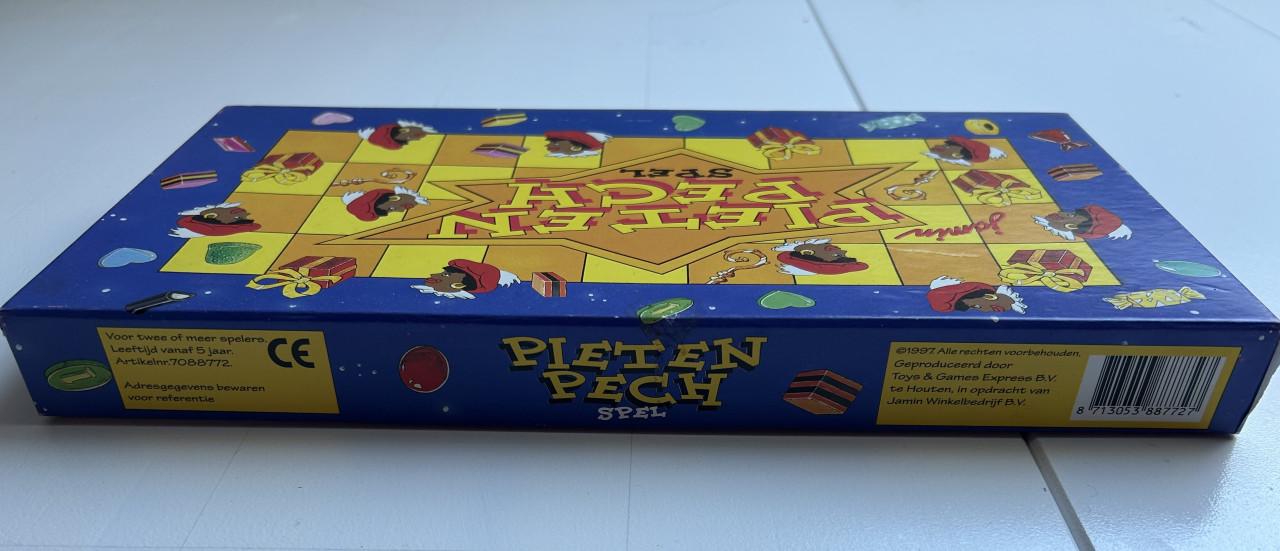 SPEL
PIETEN
PECH
Jamin
Voor twee of meer spelers.
Leeftijd vanaf 5 jaar.
Artikelnr.7088772.
Adresgegevens bewaren
voor referentie
CE
1
1
PIETEN
PECH
SPEL
©1997. Alle rechten voorbehouden.
Geproduceerd door
Toys & Games Express B.V.
te Houten, in opdracht van
Jamin Winkelbedrijf B.V.
8 713053 887727